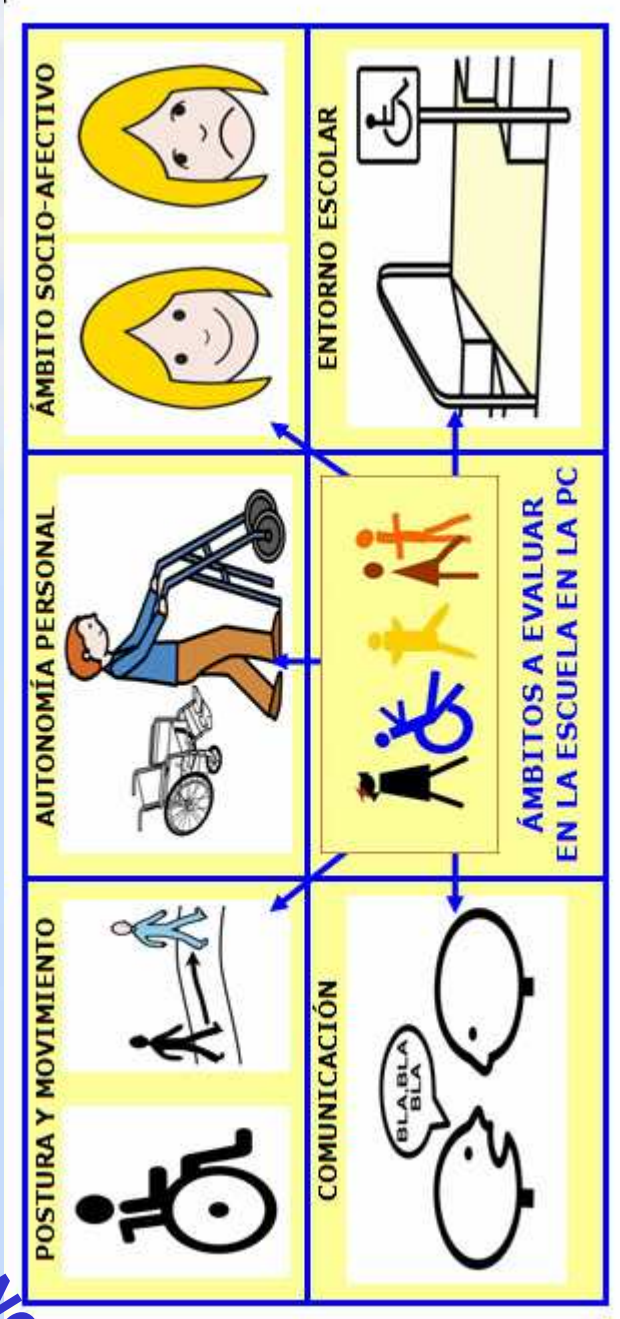 POSTURA Y MOVIMIENTO
AUTONOMÍA PERSONAL
ÁMBITO SOCIO-AFECTIVO
COMUNICACIÓN
BLA,BLA
BLA
ÁMBITOS A EVALUAR
EN LA ESCUELA EN LA PC
ENTORNO ESCOLAR